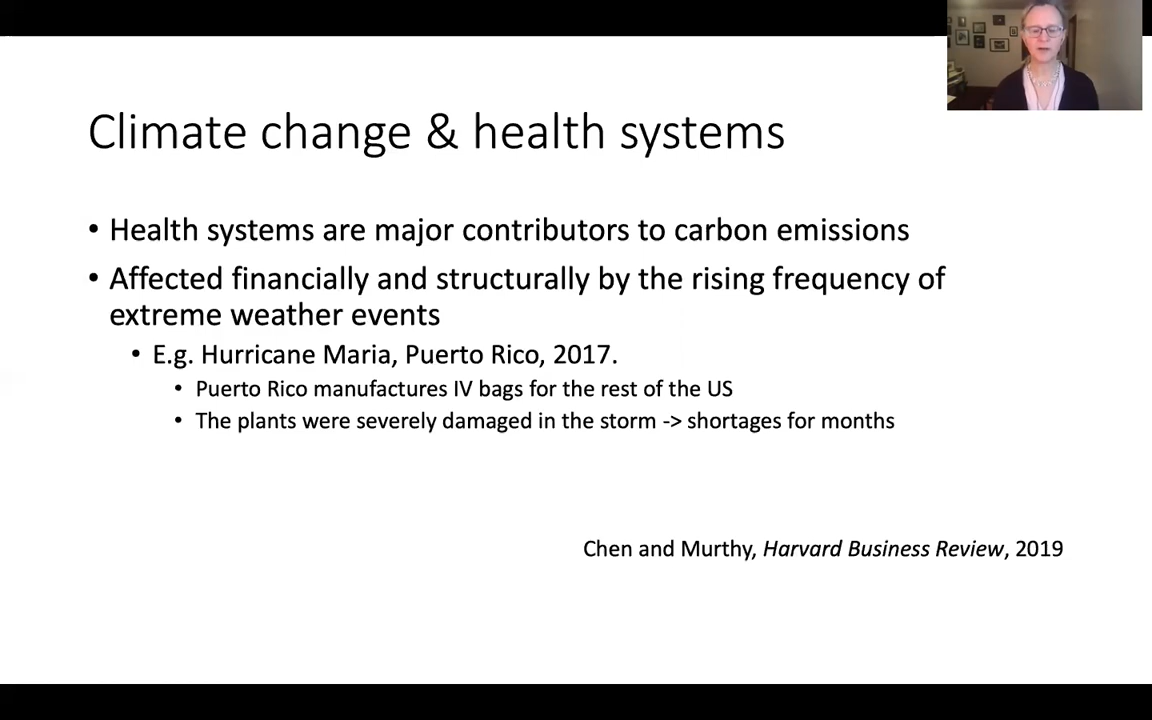 Climate change & health systems
• Health systems are major contributors to carbon emissions
• Affected financially and structurally by the rising frequency of
extreme weather events
• E.g. Hurricane Maria, Puerto Rico, 2017.
• Puerto Rico manufactures IV bags for the rest of the US
• The plants were severely damaged in the storm -> shortages for months
Chen and Murthy, Harvard Business Review, 2019